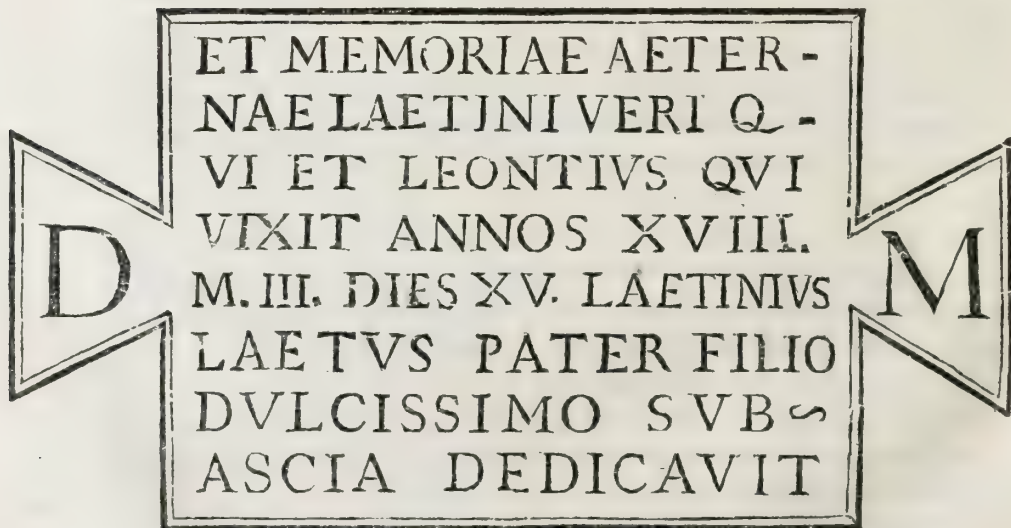 D M
ET MEMORIAE AETER-
NAE LAETINI VERI Q-
VI ET LEONTIVS QVI
VIXIT ANNOS XVIII.
M. III. DIES XV. LAETINIVS
LAETVS PATER FILIO
DVLCISSIMO SVB~
ASCIA DEDICAVIT